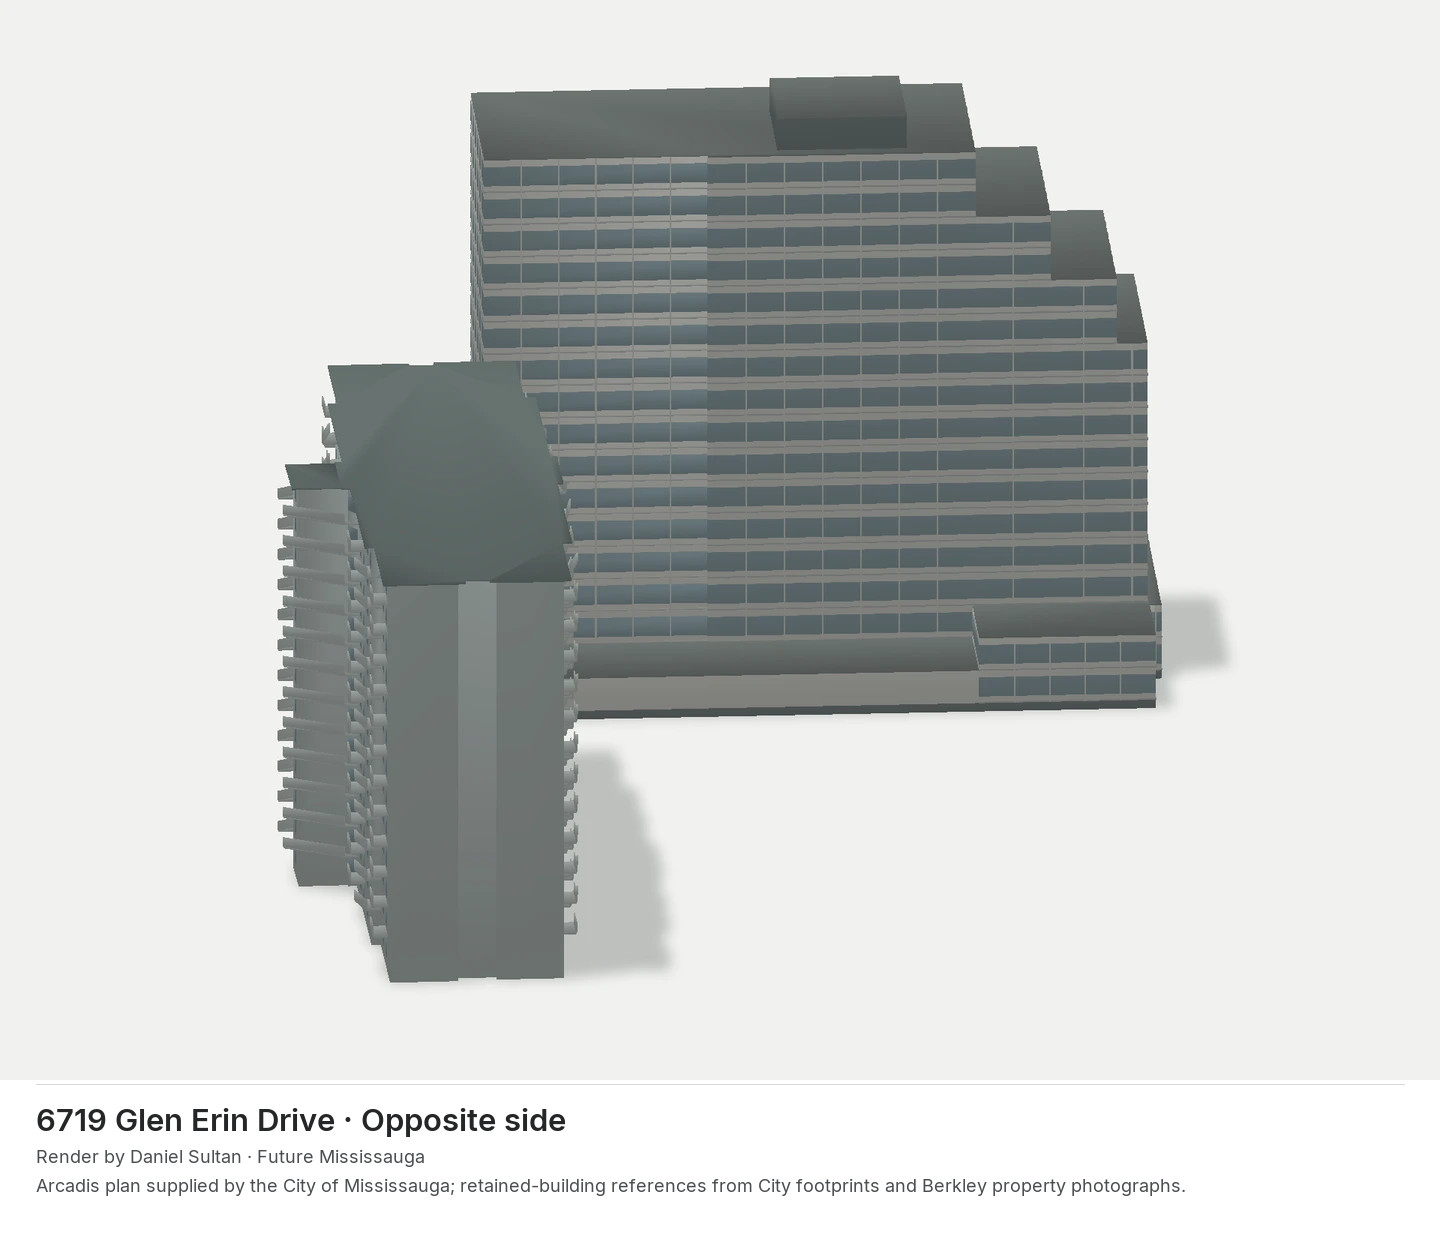 6719 Glen Erin Drive · Opposite side
Render by Daniel Sultan · Future Mississauga
Arcadis plan supplied by the City of Mississauga; retained-building references from City footprints and Berkley property photographs.